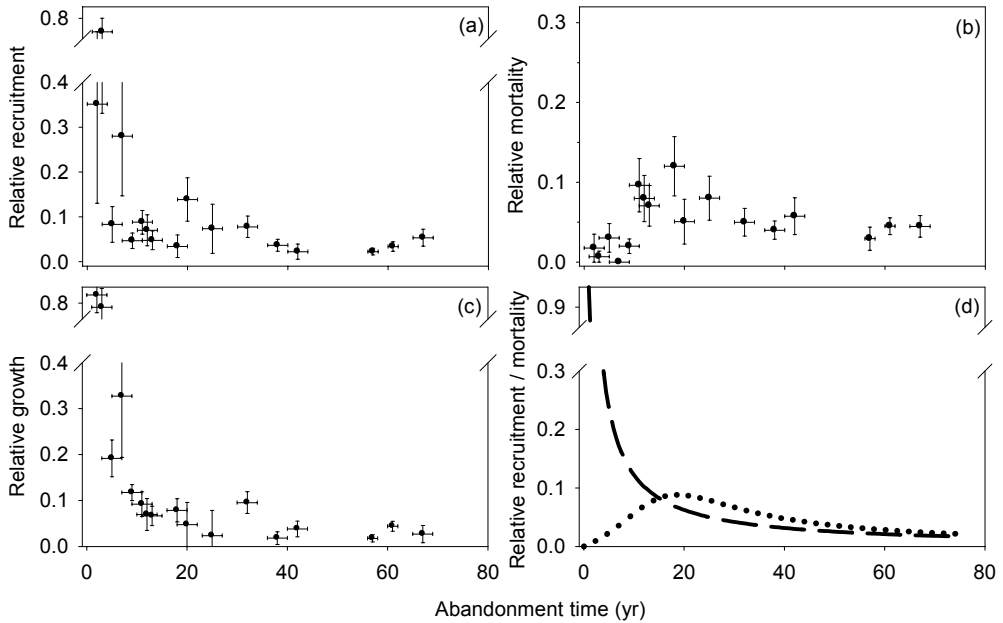 (a)
Relative recruitment
0.8
0.4
0.3
0.2
0.1
0.0
(b)
Relative mortality
0.3
0.2
0.1
0.0
(c)
Relative growth
0.8
0.4
0.3
0.2
0.1
0.0
0 20 40 60 80
(d)
Relative recruitment / mortality
0.9
0.3
0.2
0.1
0.0
0 20 40 60 80
Abandonment time (yr)